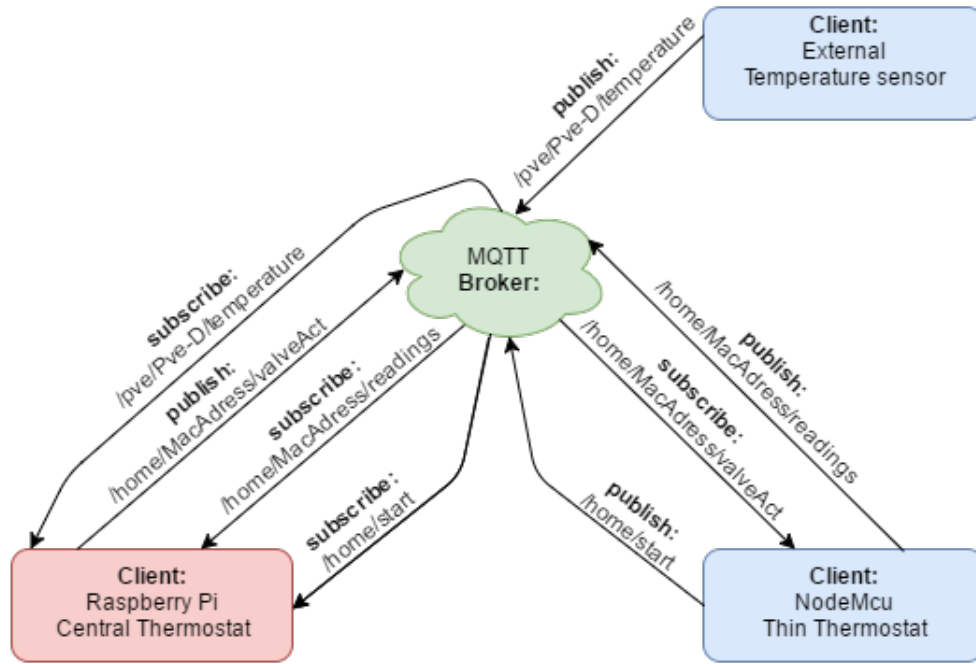 Client:
External
Temperature sensor
publish:
/pve/Pve-D/temperature
MQTT
Broker:
subscribe:
/pve/Pve-D/temperature
publish:
/home/MacAdress/valveAct
subscribe:
/home/MacAdress/readings
subscribe:
/home/start
subscribe:
/home/MacAdress/valveAct
publish:
/home/MacAdress/readings
publish:
/home/start
Client:
Raspberry Pi
Central Thermostat
Client:
NodeMcu
Thin Thermostat